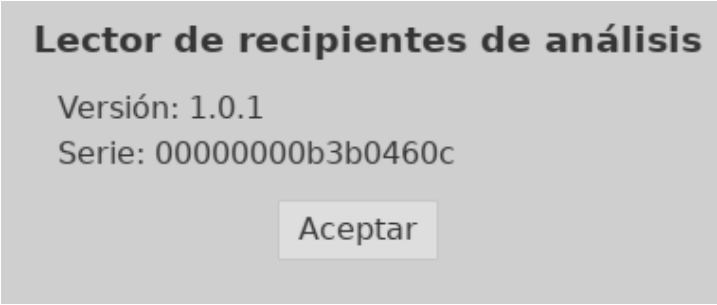 Lector de recipientes de análisis
Versión: 1.0.1
Serie: 00000000b3b0460c
Aceptar